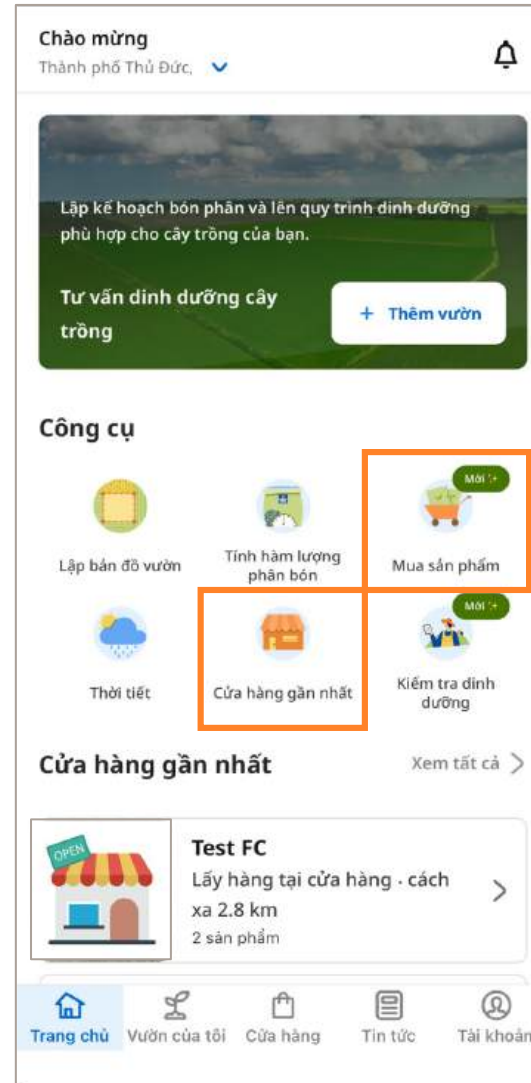 Chào mừng
Thành phố Thủ Đức,
Lập kế hoạch bón phân và lên quy trình dinh dưỡng
phù hợp cho cây trồng của bạn.
Tư vấn dinh dưỡng cây
trồng
+ Thêm vườn
Công cụ
Mới
Lập bản đồ vườn
Tính hàm lượng
phân bón
Mua sản phẩm
Mới
Thời tiết
Cửa hàng gần nhất
Kiểm tra dinh
dưỡng
Cửa hàng gần nhất
Xem tất cả
OPEN
Test FC
Lấy hàng tại cửa hàng · cách
xa 2.8 km
2 sản phẩm
Trang chủ
Vườn của tôi
Cửa hàng
Tin tức
Tài khoản